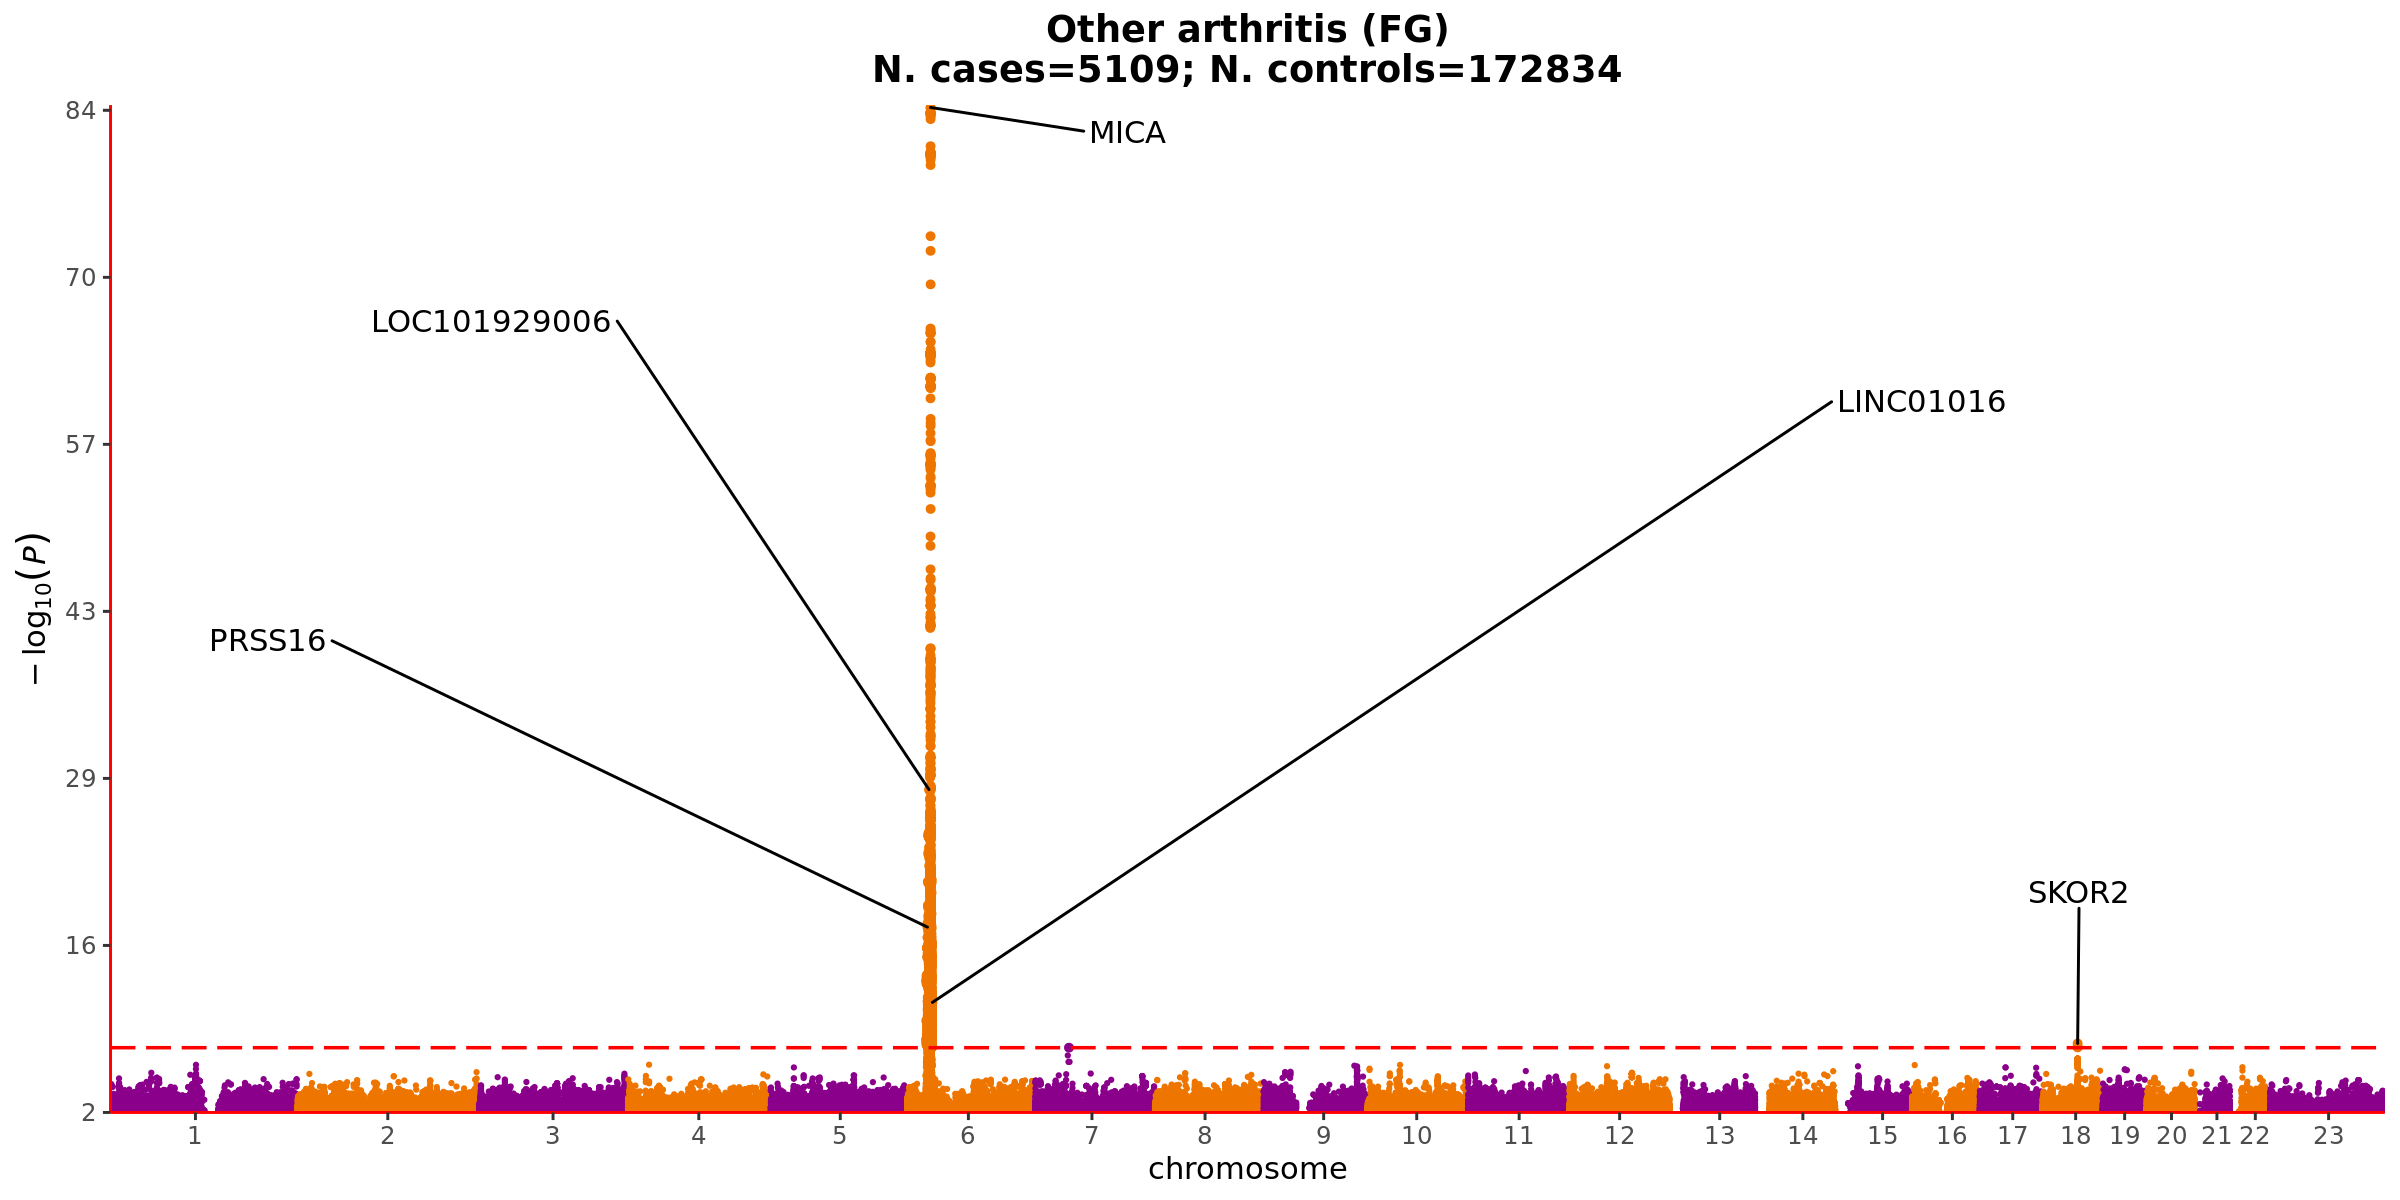 Other arthritis (FG)
N. cases=5109; N. controls=172834
84
MICA
70
LOC101929006
LINC01016
57
43
PRSS16
29
16
SKOR2
2
−log10(P)
1 2 3 4 5 6 7 8 9 10 11 12 13 14 15 16 17 18 19 20 21 22 23
chromosome